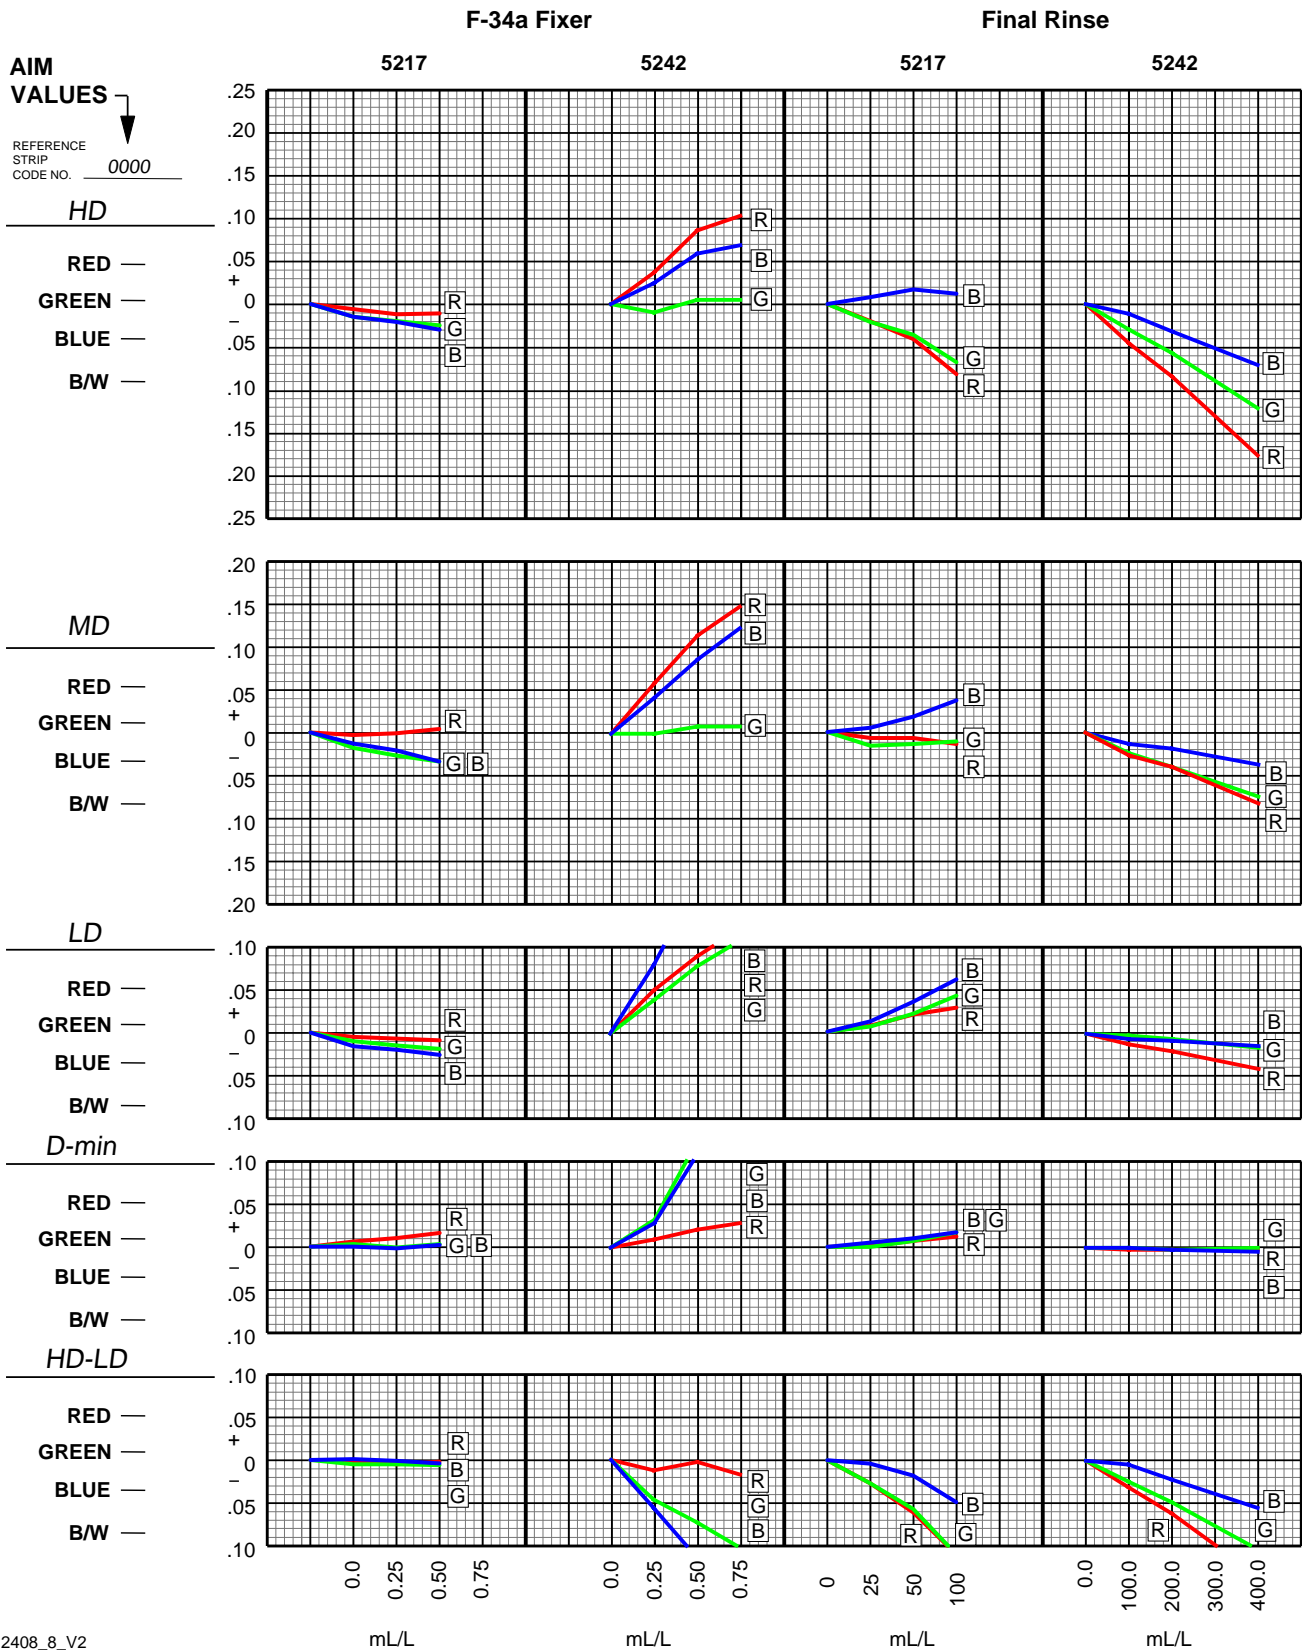 F-34a Fixer Final Rinse
5217 5242 5217 5242
AIM
VALUES
REFERENCE
STRIP
CODE NO. 0000
.25
.20
.15
HD
.10
R
RED —
.05
B
+
GREEN —
0
R G B
–
G
BLUE —
.05
B G B
B/W —
.10
R G
.15
R
.20
.25
.20
.15
R
MD
B
.10
RED —
.05
B
+
R G
GREEN —
0
G
–
BLUE —
G B R B
.05
G
B/W —
R
.10
.15
.20
LD
.10
B B
RED —
R
.05
G G
+
R R B
GREEN —
0
G G
–
BLUE —
B R
.05
B/W —
.10
D-min
.10
G
RED —
B
.05
R R B G G
+
GREEN —
0
G B R R
–
BLUE —
B
.05
B/W —
.10
HD-LD
.10
RED —
.05
R
+
GREEN —
0
B R
–
BLUE —
G G B B
.05
B/W —
B R G R G
.10
0.0 0.25 0.50 0.75 0.0 0.25 0.50 0.75 0 25 50 100 0.0 100.0 200.0 300.0 400.0
mL/L mL/L mL/L mL/L
2408_8_V2